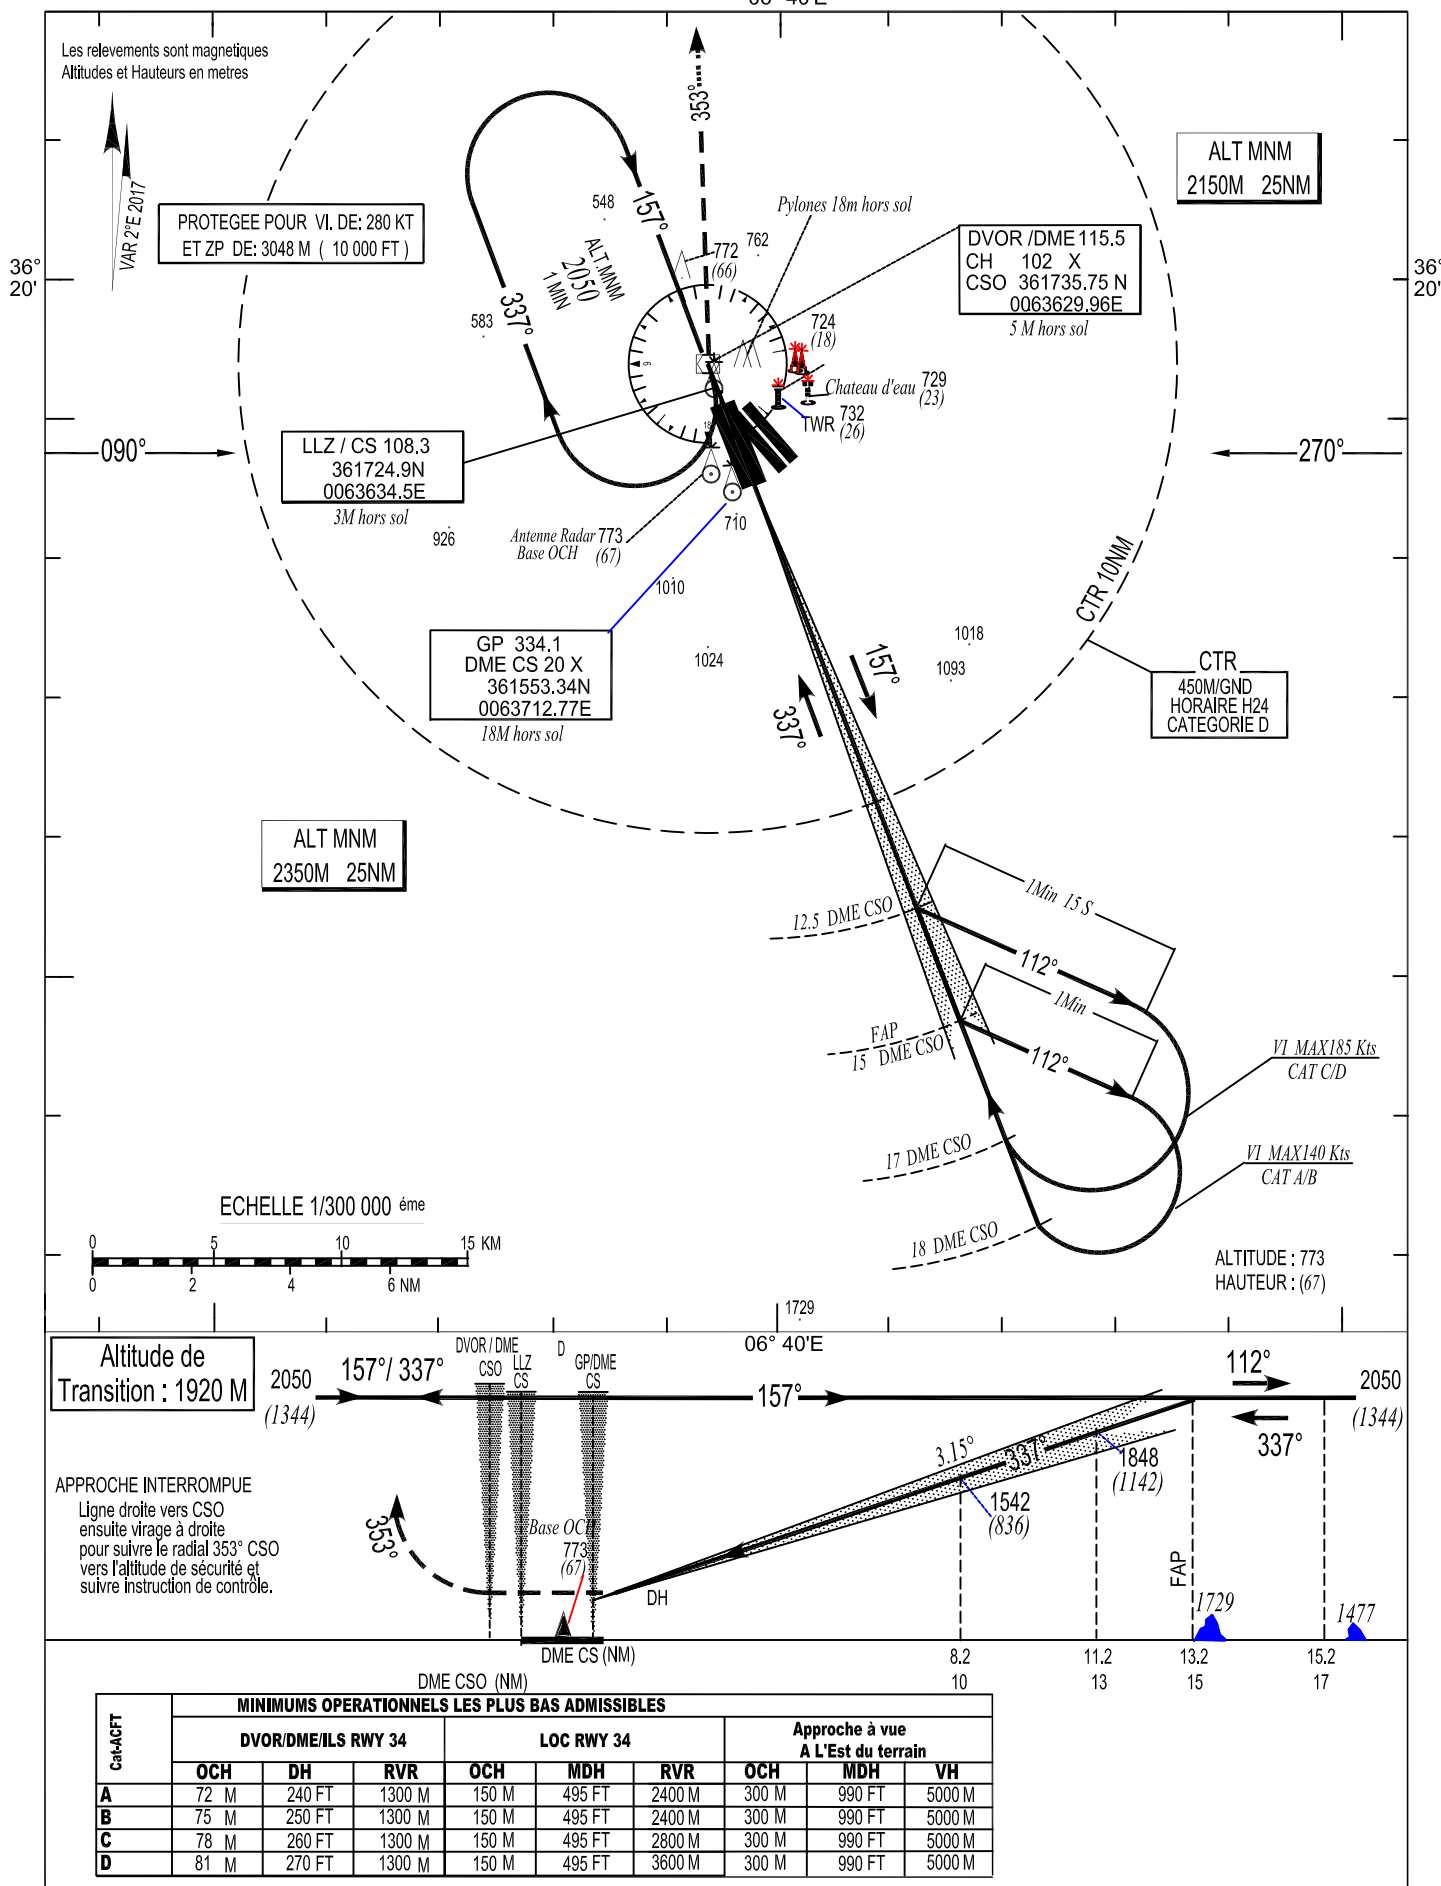 06° 40'E
Les relevements sont magnetiques
Altitudes et Hauteurs en metres
VAR 2°E 2017
PROTEGEE POUR VI. DE: 280 KT
ET ZP DE: 3048 M ( 10 000 FT )
353°
157°
337°
ALT.MNM
2050
1 MIN
548
583
772
(66)
762
Pylones 18m hors sol
ALT MNM
2150M 25NM
DVOR /DME 115.5
CH 102 X
CSO 361735.75 N
0063629.96E
5 M hors sol
36°
20'
36°
20'
724
(18)
Chateau d'eau 729
(23)
TWR 732
(26)
9
18
090°
270°
LLZ / CS 108.3
361724.9N
0063634.5E
3M hors sol
926
Antenne Radar 773
Base OCH (67)
710
1010
1024
1018
1093
GP 334.1
DME CS 20 X
361553.34N
0063712.77E
18M hors sol
157°
337°
CTR 10NM
CTR
450M/GND
HORAIRE H24
CATEGORIE D
ALT MNM
2350M 25NM
12.5 DME CSO
1Min 15 S
112°
1Min
FAP
15 DME CSO
112°
VI MAX185 Kts
CAT C/D
17 DME CSO
VI MAX140 Kts
CAT A/B
18 DME CSO
ECHELLE 1/300 000 éme
0 5 10 15 KM
0 2 4 6 NM
ALTITUDE : 773
HAUTEUR : (67)
1729
06° 40'E
Altitude de
Transition : 1920 M
2050
(1344)
157°/ 337°
DVOR / DME
CSO
LLZ
CS
D
GP/DME
CS
157°
112°
2050
(1344)
337°
3.15°
337°
1848
(1142)
1542
(836)
APPROCHE INTERROMPUE
Ligne droite vers CSO
ensuite virage à droite
pour suivre le radial 353° CSO
vers l'altitude de sécurité et
suivre instruction de contrôle.
353°
Base OCH
773
(67)
DH
FAP
1729
1477
DME CS (NM)
8.2 11.2 13.2 15.2
DME CSO (NM)
10 13 15 17
Cat-ACFT
MINIMUMS OPERATIONNELS LES PLUS BAS ADMISSIBLES
DVOR/DME/ILS RWY 34 LOC RWY 34 Approche à vue
A L'Est du terrain
OCH DH RVR OCH MDH RVR OCH MDH VH
A 72 M 240 FT 1300 M 150 M 495 FT 2400 M 300 M 990 FT 5000 M
B 75 M 250 FT 1300 M 150 M 495 FT 2400 M 300 M 990 FT 5000 M
C 78 M 260 FT 1300 M 150 M 495 FT 2800 M 300 M 990 FT 5000 M
D 81 M 270 FT 1300 M 150 M 495 FT 3600 M 300 M 990 FT 5000 M